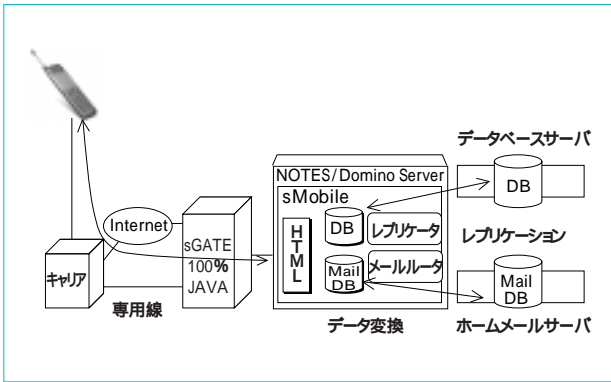 データベースサーバ
NOTES/Domino Server
sMobile
DB
DB
レプリケータ
レプリケーション
Internet
HTML
sGATE
100%
JAVA
Mail
DB
メールルータ
Mail
DB
キャリア
専用線
データ変換
ホームメールサーバ